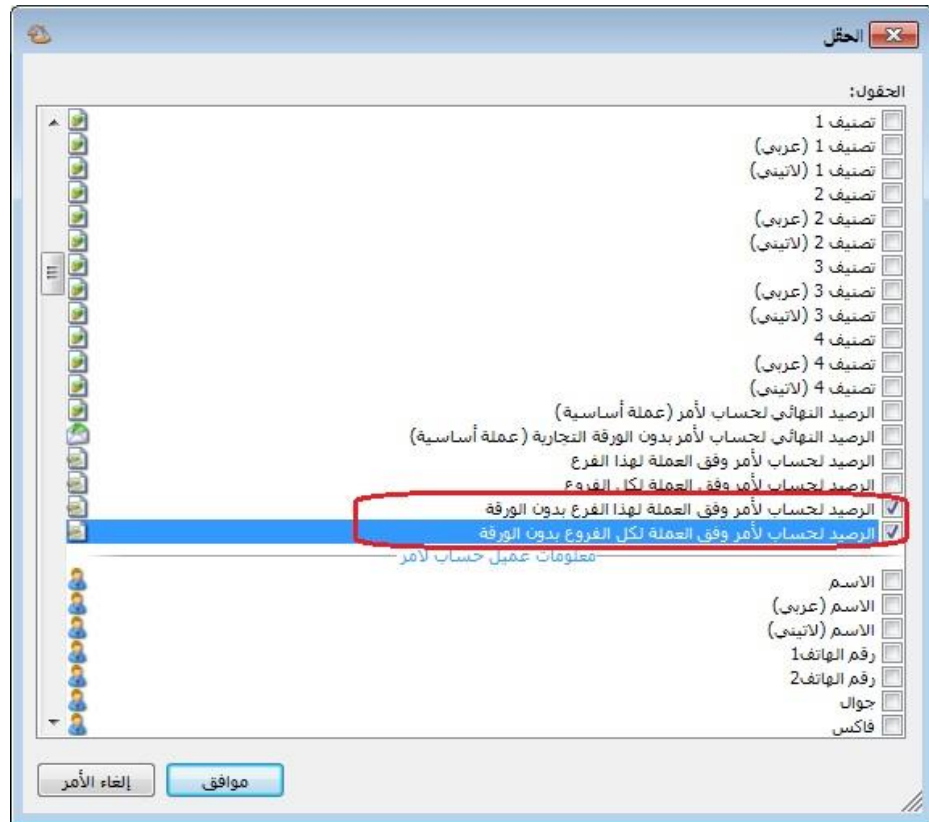 الحقل
الحقول:
تصنيف 1
تصنيف 1 (عربي)
تصنيف 1 (لاتيني)
تصنيف 2
تصنيف 2 (عربي)
تصنيف 2 (لاتيني)
تصنيف 3
تصنيف 3 (عربي)
تصنيف 3 (لاتيني)
تصنيف 4
تصنيف 4 (عربي)
تصنيف 4 (لاتيني)
الرصيد النهائي لحساب لأمر (عملة أساسية)
الرصيد النهائي لحساب لأمر بدون الورقة التجارية (عملة أساسية)
الرصيد لحساب لأمر وفق العملة لهذا الفرع
الرصيد لحساب لأمر وفق العملة لكل الفروع
الرصيد لحساب لأمر وفق العملة لهذا الفرع بدون الورقة
الرصيد لحساب لأمر وفق العملة لكل الفروع بدون الورقة
معلومات عميل حساب لأمر
الاسم
الاسم (عربي)
الاسم (لاتيني)
رقم الهاتف1
رقم الهاتف2
جوال
فاكس
موافق
إلغاء الأمر